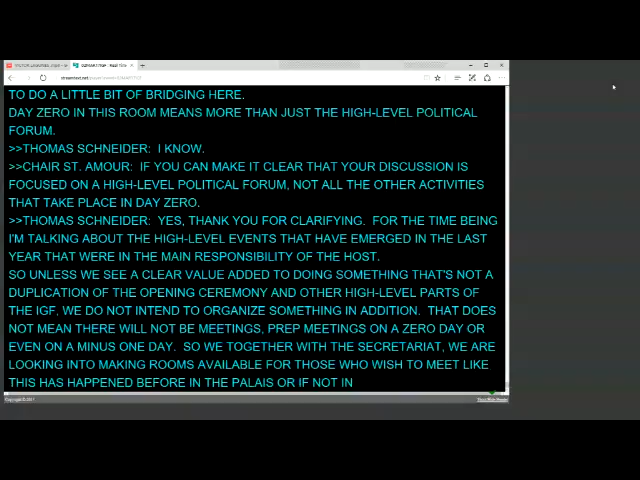 TO DO A LITTLE BIT OF BRIDGING HERE.
DAY ZERO IN THIS ROOM MEANS MORE THAN JUST THE HIGH-LEVEL POLITICAL
FORUM.
>>THOMAS SCHNEIDER:  I KNOW.
>>CHAIR ST. AMOUR:  IF YOU CAN MAKE IT CLEAR THAT YOUR DISCUSSION IS
FOCUSED ON A HIGH-LEVEL POLITICAL FORUM, NOT ALL THE OTHER ACTIVITIES
THAT TAKE PLACE IN DAY ZERO.
>>THOMAS SCHNEIDER:  YES, THANK YOU FOR CLARIFYING.  FOR THE TIME BEING
I'M TALKING ABOUT THE HIGH-LEVEL EVENTS THAT HAVE EMERGED IN THE LAST
YEAR THAT WERE IN THE MAIN RESPONSIBILITY OF THE HOST.
SO UNLESS WE SEE A CLEAR VALUE ADDED TO DOING SOMETHING THAT'S NOT A
DUPLICATION OF THE OPENING CEREMONY AND OTHER HIGH-LEVEL PARTS OF
THE IGF, WE DO NOT INTEND TO ORGANIZE SOMETHING IN ADDITION.  THAT DOES
NOT MEAN THERE WILL NOT BE MEETINGS, PREP MEETINGS ON A ZERO DAY OR
EVEN ON A MINUS ONE DAY.  SO WE TOGETHER WITH THE SECRETARIAT, WE ARE
LOOKING INTO MAKING ROOMS AVAILABLE FOR THOSE WHO WISH TO MEET LIKE
THIS HAS HAPPENED BEFORE IN THE PALAIS OR IF NOT IN